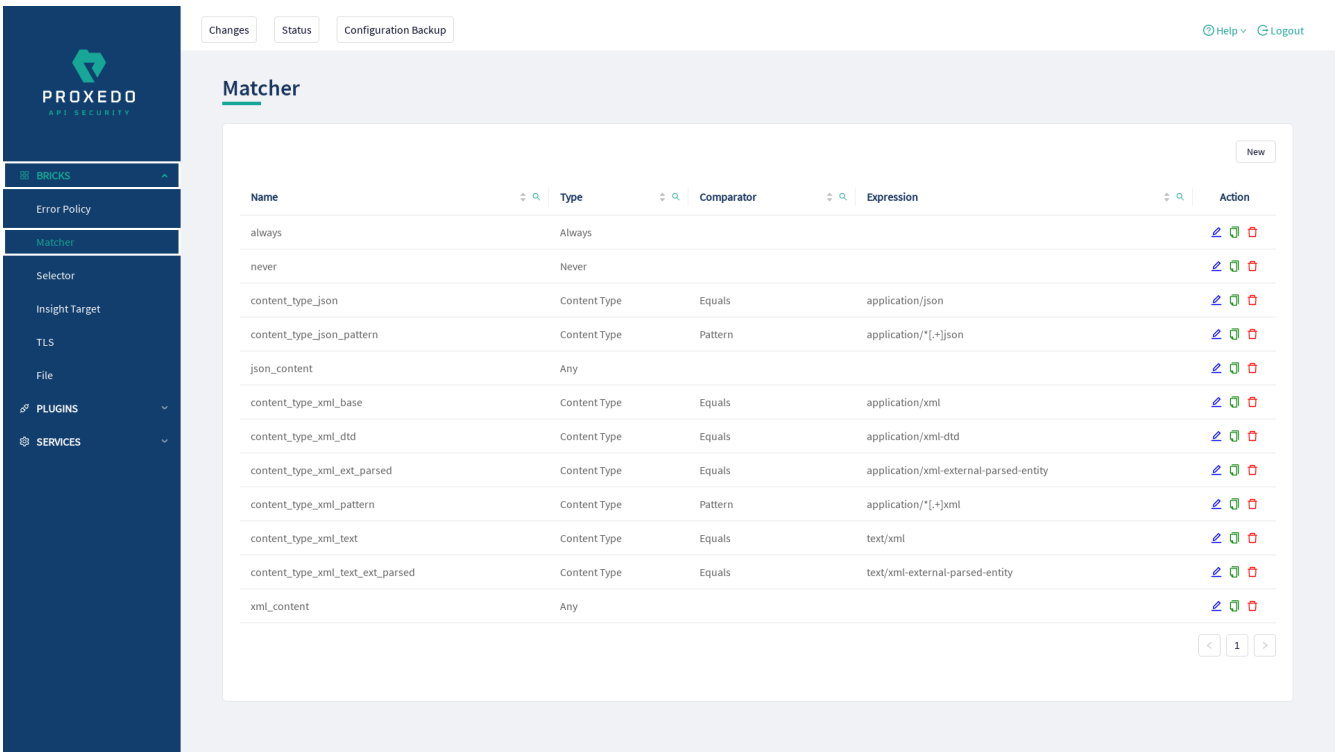 Changes Status Configuration Backup Help Logout
PROXEDO
API SECURITY
Matcher
New
BRICKS
Error Policy
Matcher
Selector
Insight Target
TLS
File
PLUGINS
SERVICES
Name Type Comparator Expression Action
always Always
never Never
content_type_json Content Type Equals application/json
content_type_json_pattern Content Type Pattern application/*[.+]json
json_content Any
content_type_xml_base Content Type Equals application/xml
content_type_xml_dtd Content Type Equals application/xml-dtd
content_type_xml_ext_parsed Content Type Equals application/xml-external-parsed-entity
content_type_xml_pattern Content Type Pattern application/*[.+]xml
content_type_xml_text Content Type Equals text/xml
content_type_xml_text_ext_parsed Content Type Equals text/xml-external-parsed-entity
xml_content Any
< 1 >